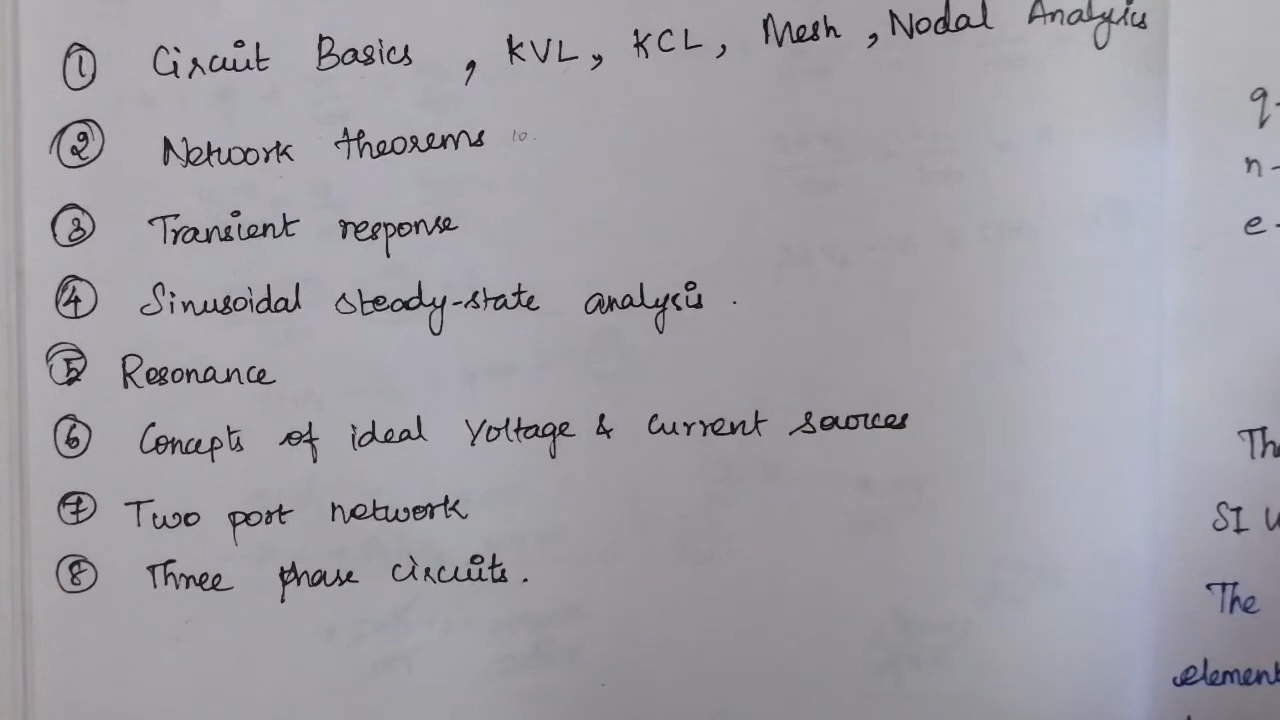 ① Circuit Basics , KVL, KCL, Mesh , Nodal Analysis
② Network theorems 10.
③ Transient response
④ Sinusoidal steady-state analysis .
⑤ Resonance
⑥ Concepts of ideal Voltage & Current sources
⑦ Two port network
⑧ Three phase circuits.
q-
n-
e-
SI
The
element